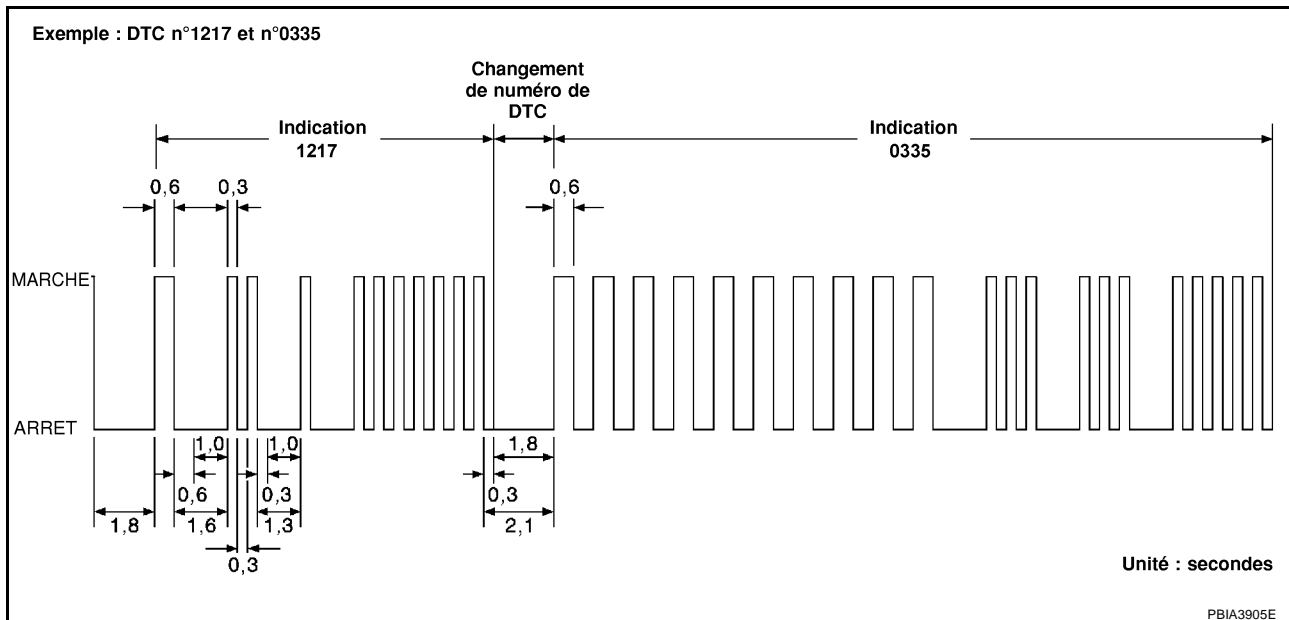 Exemple : DTC n°1217 et n°0335
Changement
de numéro de
DTC
Indication
1217
Indication
0335
0,6
0,3
0,6
MARCHE
ARRET
1,0
1,0
1,8
0,6
0,3
0,3
1,8
1,6
1,3
2,1
0,3
Unité : secondes
PBIA3905E